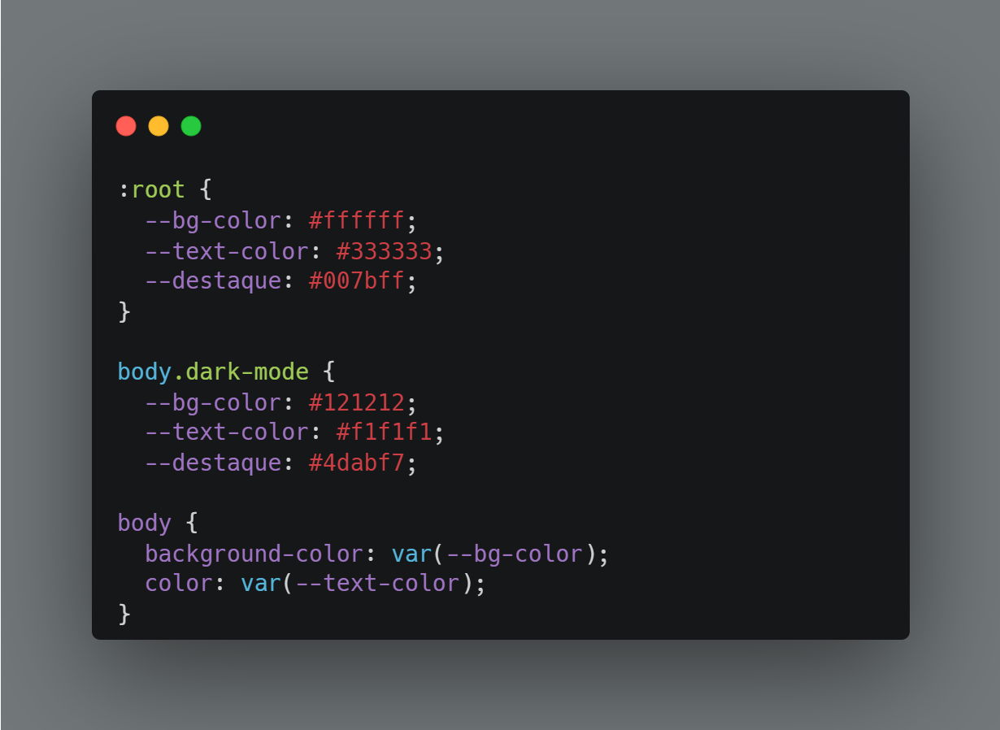 :root {
  --bg-color: #ffffff;
  --text-color: #333333;
  --destaque: #007bff;
}

body.dark-mode {
  --bg-color: #121212;
  --text-color: #f1f1f1;
  --destaque: #4dabf7;

body {
  background-color: var(--bg-color);
  color: var(--text-color);
}